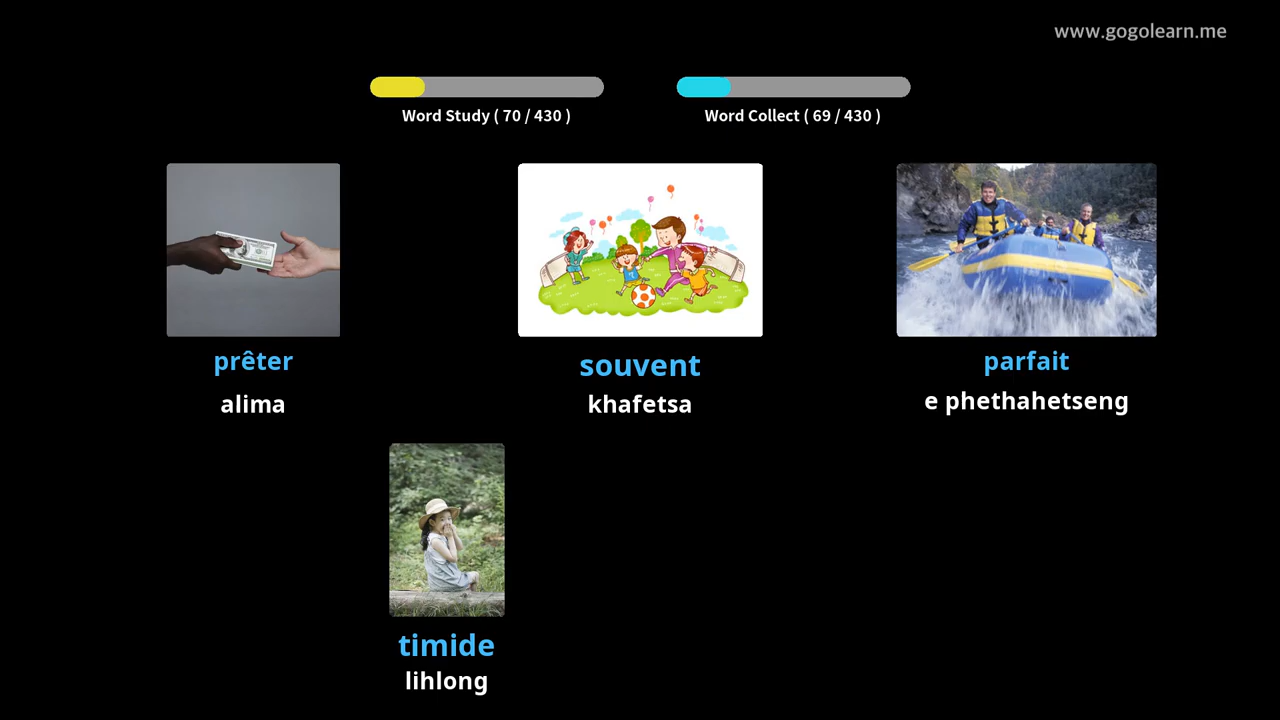 www.gogolearn.me
Word Study ( 70 / 430 )
Word Collect ( 69 / 430 )
prêter
alima
souvent
khafetsa
parfait
e phethahetseng
timide
lihlong